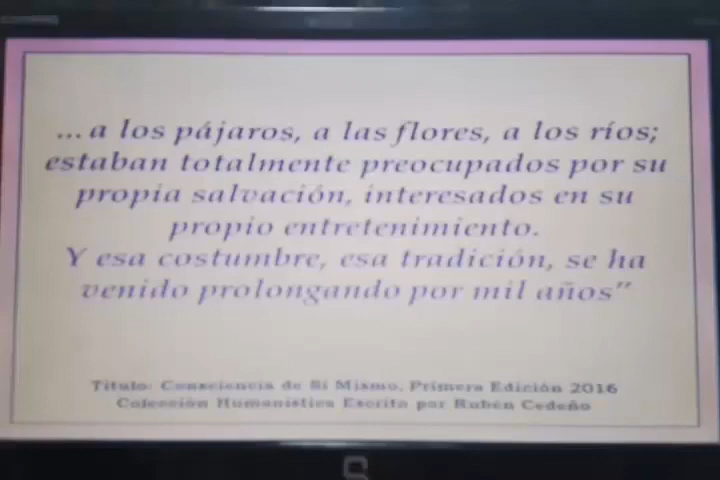 ... a los pájaros, a las flores, a los ríos;
estaban totalmente preocupados por su
propia salvación, interesados en su
propio entretenimiento.
Y esa costumbre, esa tradición, se ha
venido prolongando por mil años”
Título: Consciencia de Sí Mismo, Primera Edición 2016
Colección Humanística Escrita por Rubén Cedeño